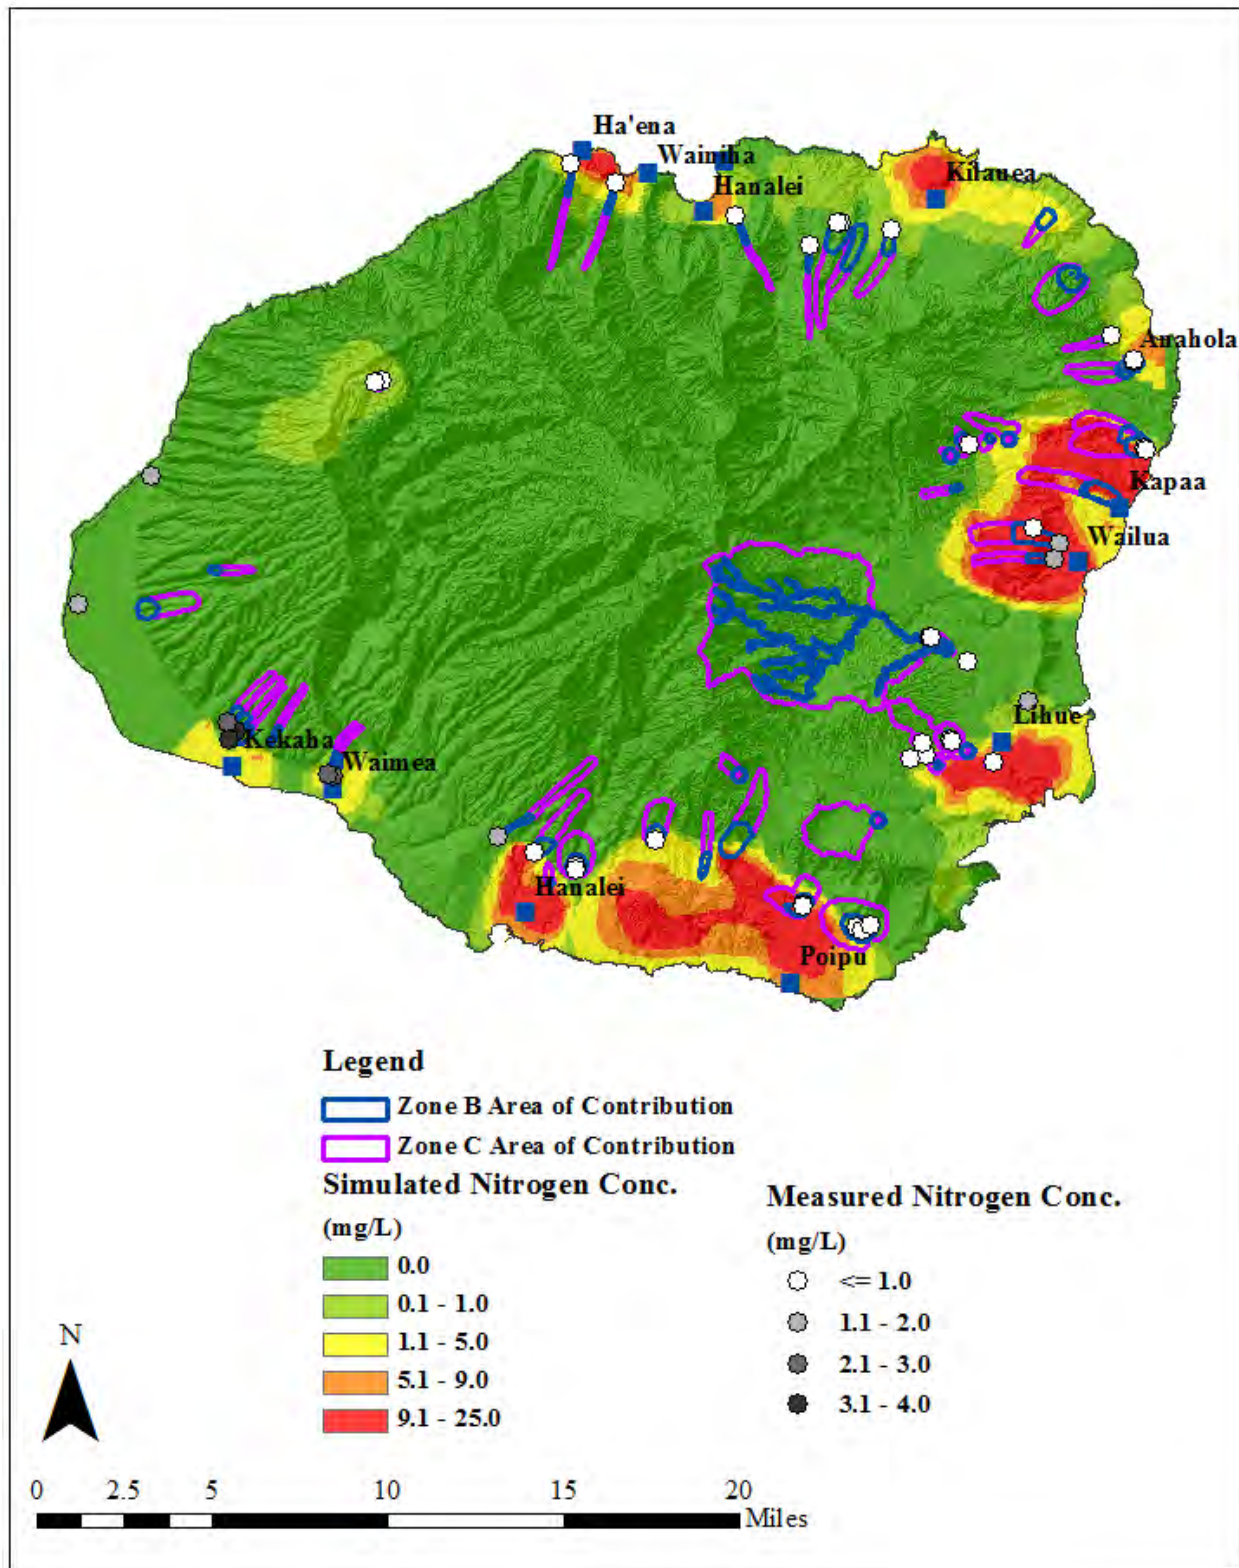 Ha'ena
Wainiha
Hanalei
Kilauea
Anahola
Kapaa
Wailua
Lihue
Kekaha
Waimea
Hanalei
Poipu
Legend
Zone B Area of Contribution
Zone C Area of Contribution
Simulated Nitrogen Conc.
(mg/L)
0.0
0.1 - 1.0
1.1 - 5.0
5.1 - 9.0
9.1 - 25.0
Measured Nitrogen Conc.
(mg/L)
<= 1.0
1.1 - 2.0
2.1 - 3.0
3.1 - 4.0
N
0 2.5 5 10 15 20
Miles